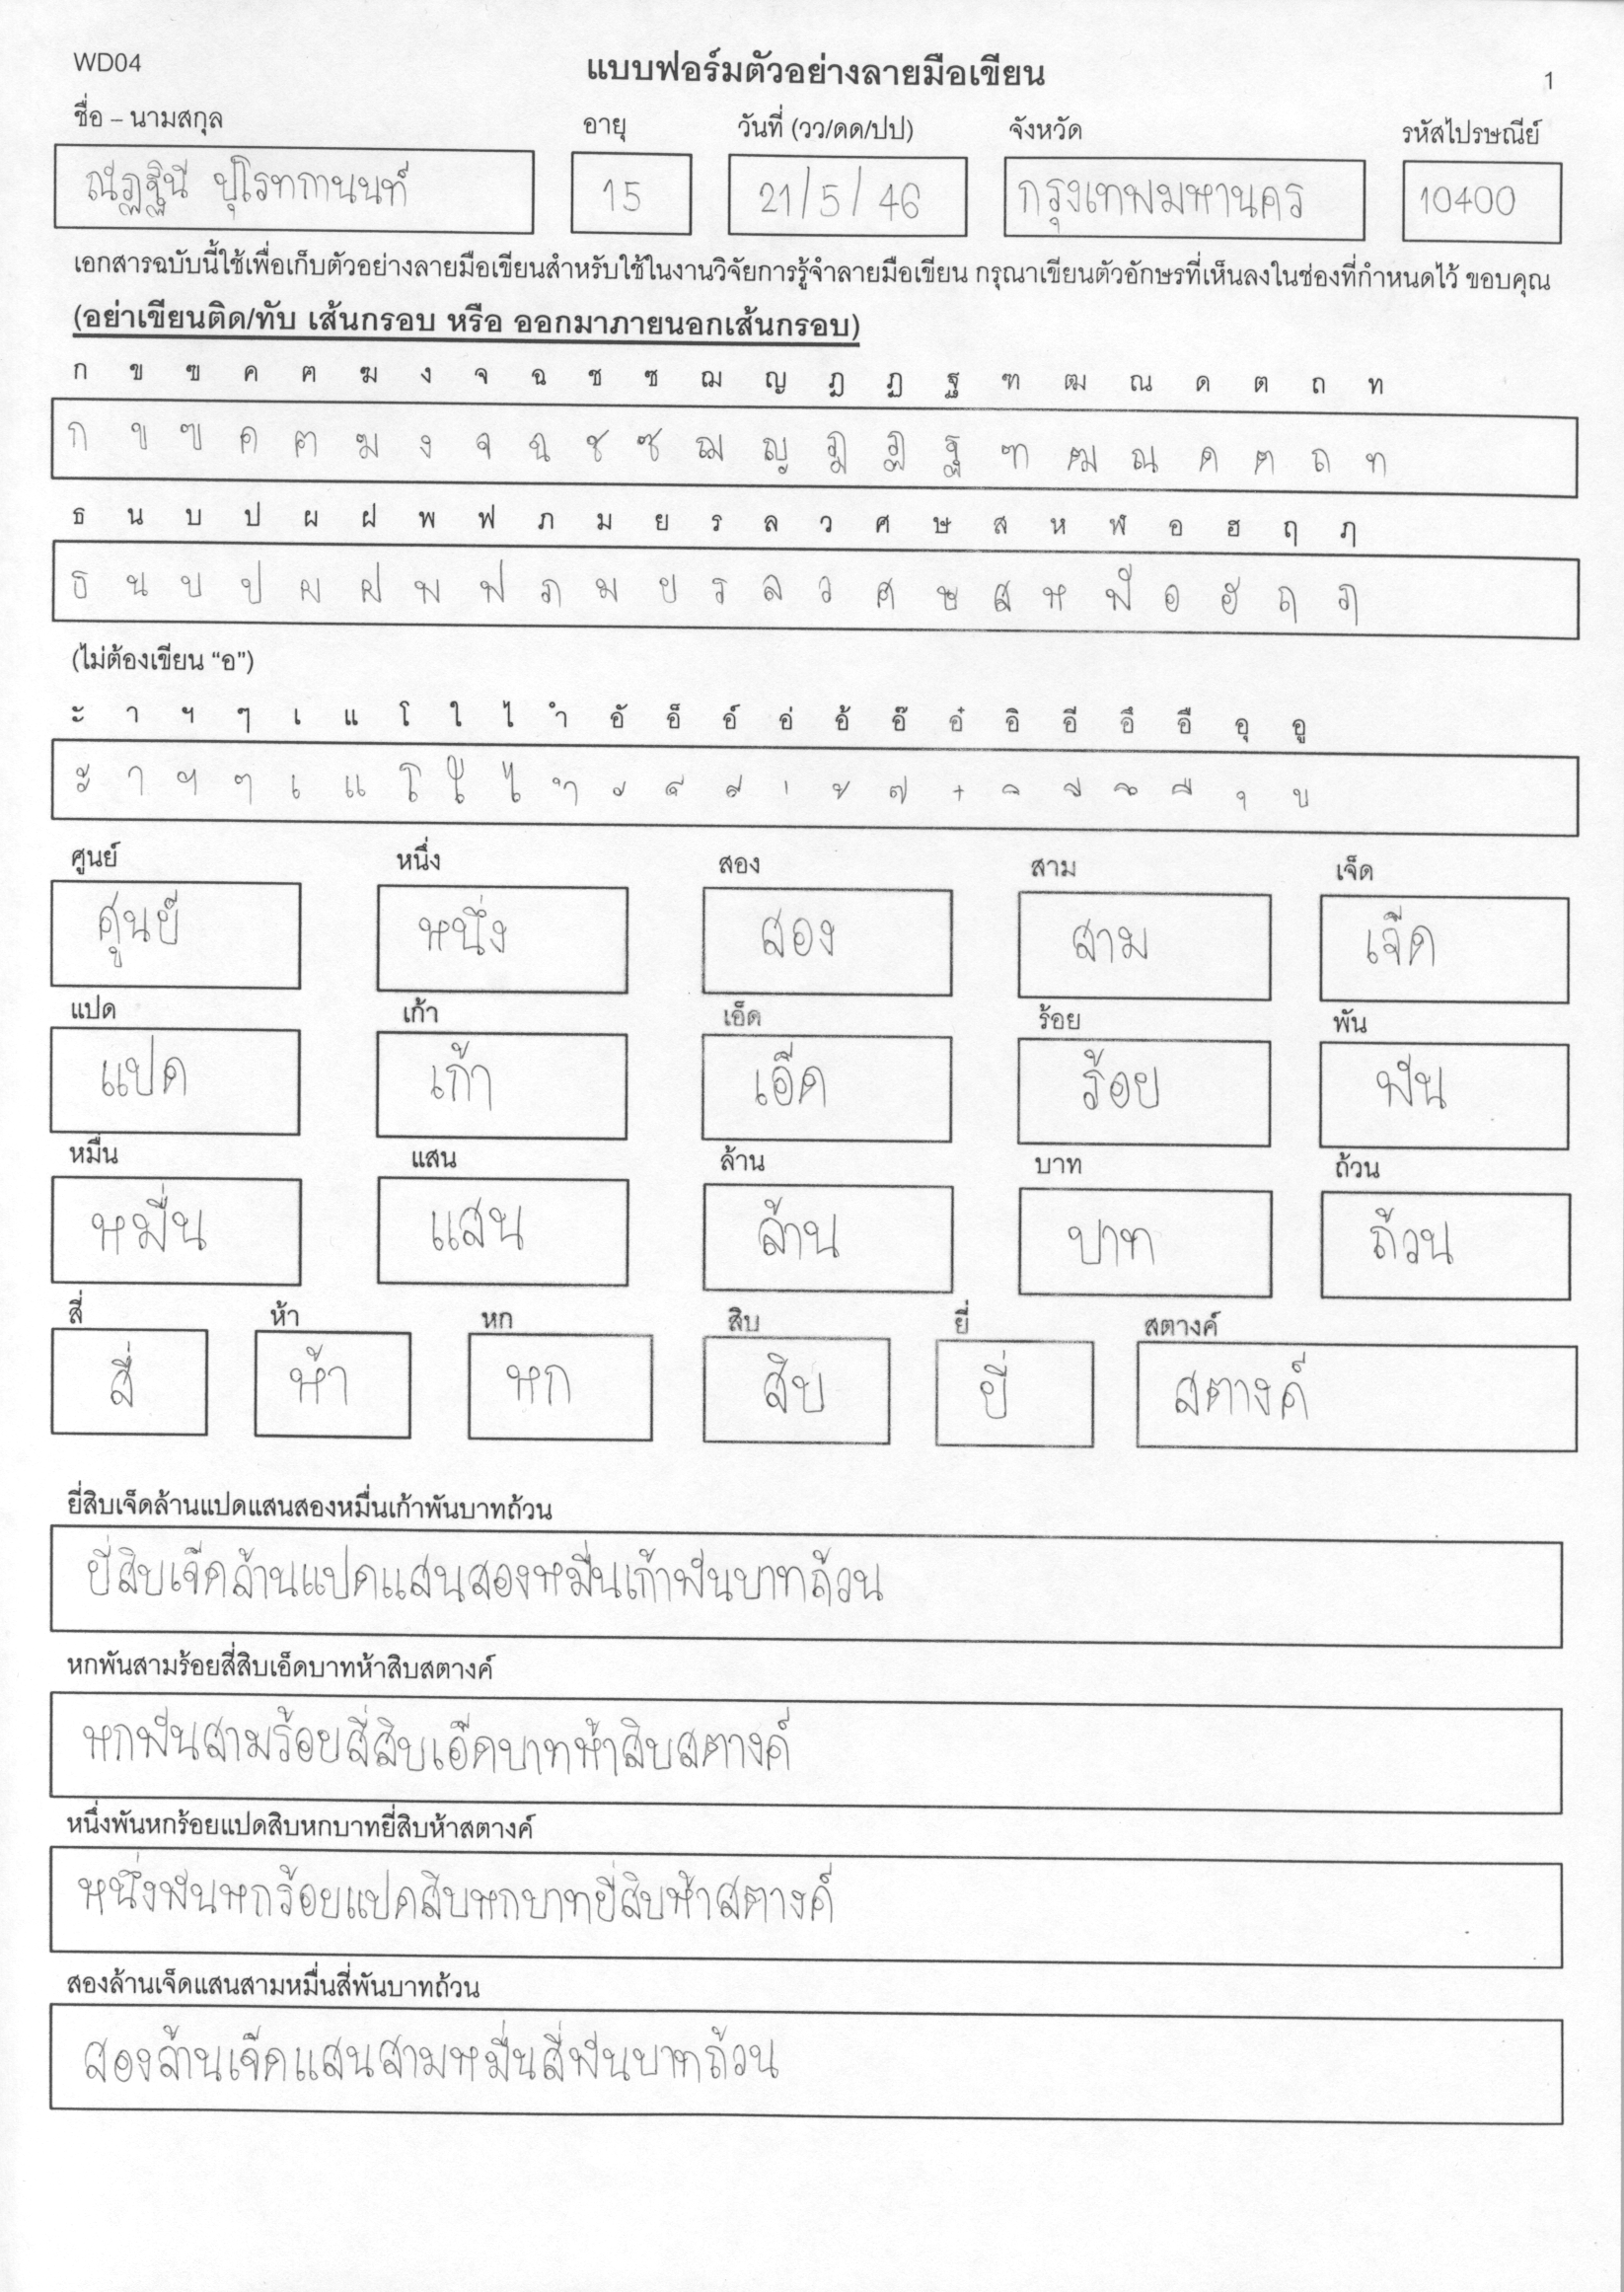 WD04
แบบฟอร์มตัวอย่างลายมือเขียน
1
ชื่อ – นามสกุล อายุ วันที่ (วว/ดด/ปป) จังหวัด รหัสไปรษณีย์
15 21/5/46 กรุงเทพมหานคร 10400
เอกสารฉบับนี้ใช้เพื่อเก็บตัวอย่างลายมือเขียนสำหรับใช้ในงานวิจัยการรู้จำลายมือเขียน กรุณาเขียนตัวอักษรที่เห็นลงในช่องที่กำหนดไว้ ขอบคุณ
(อย่าเขียนติด/ทับ เส้นกรอบ หรือ ออกมาภายนอกเส้นกรอบ)
ก ข ฃ ค ฅ ฆ ง จ ฉ ช ซ ฌ ญ ฎ ฏ ฐ ฑ ฒ ณ ด ต ถ ท
ก ข ฃ ค ฅ ฆ ง จ ฉ ช ซ ฌ ญ ฎ ฏ ฐ ฑ ฒ ณ ด ต ถ ท
ธ น บ ป ผ ฝ พ ฟ ภ ม ย ร ล ว ศ ษ ส ห ฬ อ ฮ ฤ ฦ
ธ น บ ป ผ ฝ พ ฟ ภ ม ย ร ล ว ศ ษ ส ห ฬ อ ฮ ฤ ฦ
(ไม่ต้องเขียน “อ”)
ะ า ฯ ๆ เ แ โ ใ ไ ำ อั อ็ อ์ อ่ อ้ อ๊ อ๋ อิ อี อึ อื อุ อู
ะ า ฯ ๆ เ แ โ ใ ไ ำ ั ็ ์ ่ ้ ๊ ๋ ิ ี ึ ื ุ ู
ศูนย์ หนึ่ง สอง สาม เจ็ด
ศูนย์ หนึ่ง สอง สาม เจ็ด
แปด เก้า เอ็ด ร้อย พัน
แปด เก้า เอ็ด ร้อย พัน
หมื่น แสน ล้าน บาท ถ้วน
หมื่น แสน ล้าน บาท ถ้วน
สี่ ห้า หก สิบ ยี่ สตางค์
สี่ ห้า หก สิบ ยี่ สตางค์
ยี่สิบเจ็ดล้านแปดแสนสองหมื่นเก้าพันบาทถ้วน
ยี่สิบเจ็ดล้านแปดแสนสองหมื่นเก้าพันบาทถ้วน
หกพันสามร้อยสี่สิบเอ็ดบาทห้าสิบสตางค์
หกพันสามร้อยสี่สิบเอ็ดบาทห้าสิบสตางค์
หนึ่งพันหกร้อยแปดสิบหกบาทยี่สิบห้าสตางค์
หนึ่งพันหกร้อยแปดสิบหกบาทยี่สิบห้าสตางค์
สองล้านเจ็ดแสนสามหมื่นสี่พันบาทถ้วน
สองล้านเจ็ดแสนสามหมื่นสี่พันบาทถ้วน